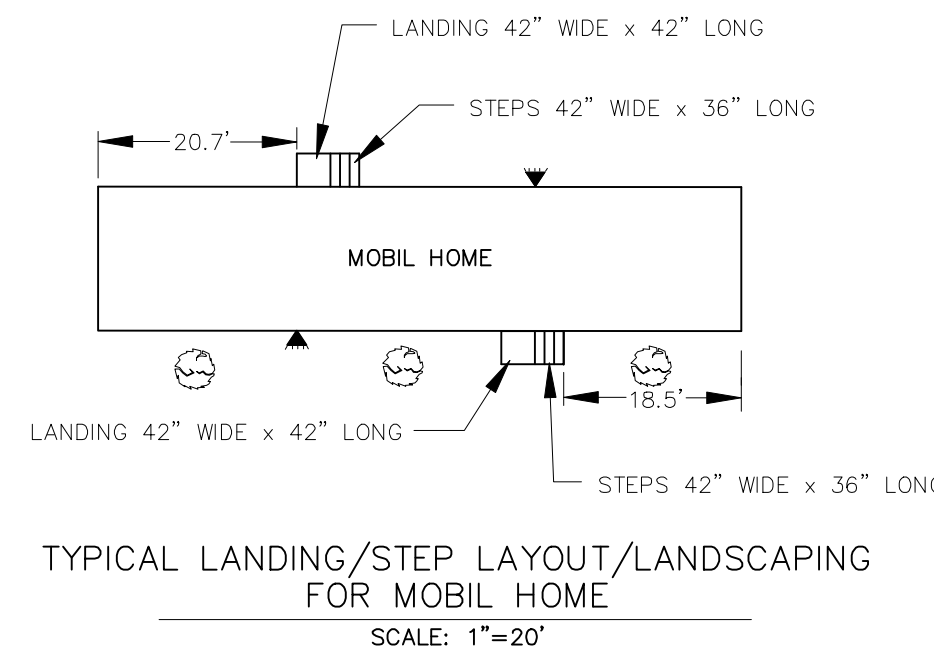 LANDING 42” WIDE x 42” LONG
STEPS 42” WIDE x 36” LONG
20.7’
MOBIL HOME
18.5’
LANDING 42” WIDE x 42” LONG
STEPS 42” WIDE x 36” LONG
TYPICAL LANDING/STEP LAYOUT/LANDSCAPING
FOR MOBIL HOME
SCALE: 1”=20’